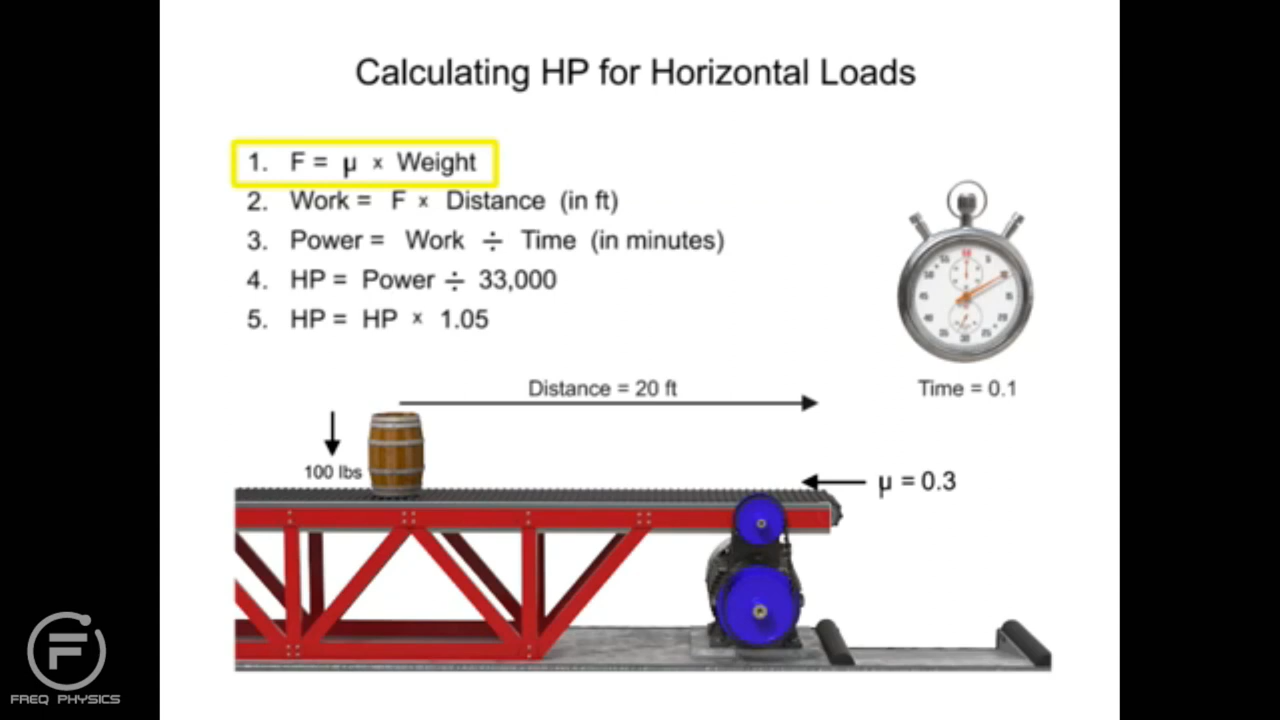 Calculating HP for Horizontal Loads
1. F = μ × Weight
2. Work = F × Distance (in ft)
3. Power = Work ÷ Time (in minutes)
4. HP = Power ÷ 33,000
5. HP = HP × 1.05
Distance = 20 ft
Time = 0.1
100 lbs
μ = 0.3
F
FREQ PHYSICS